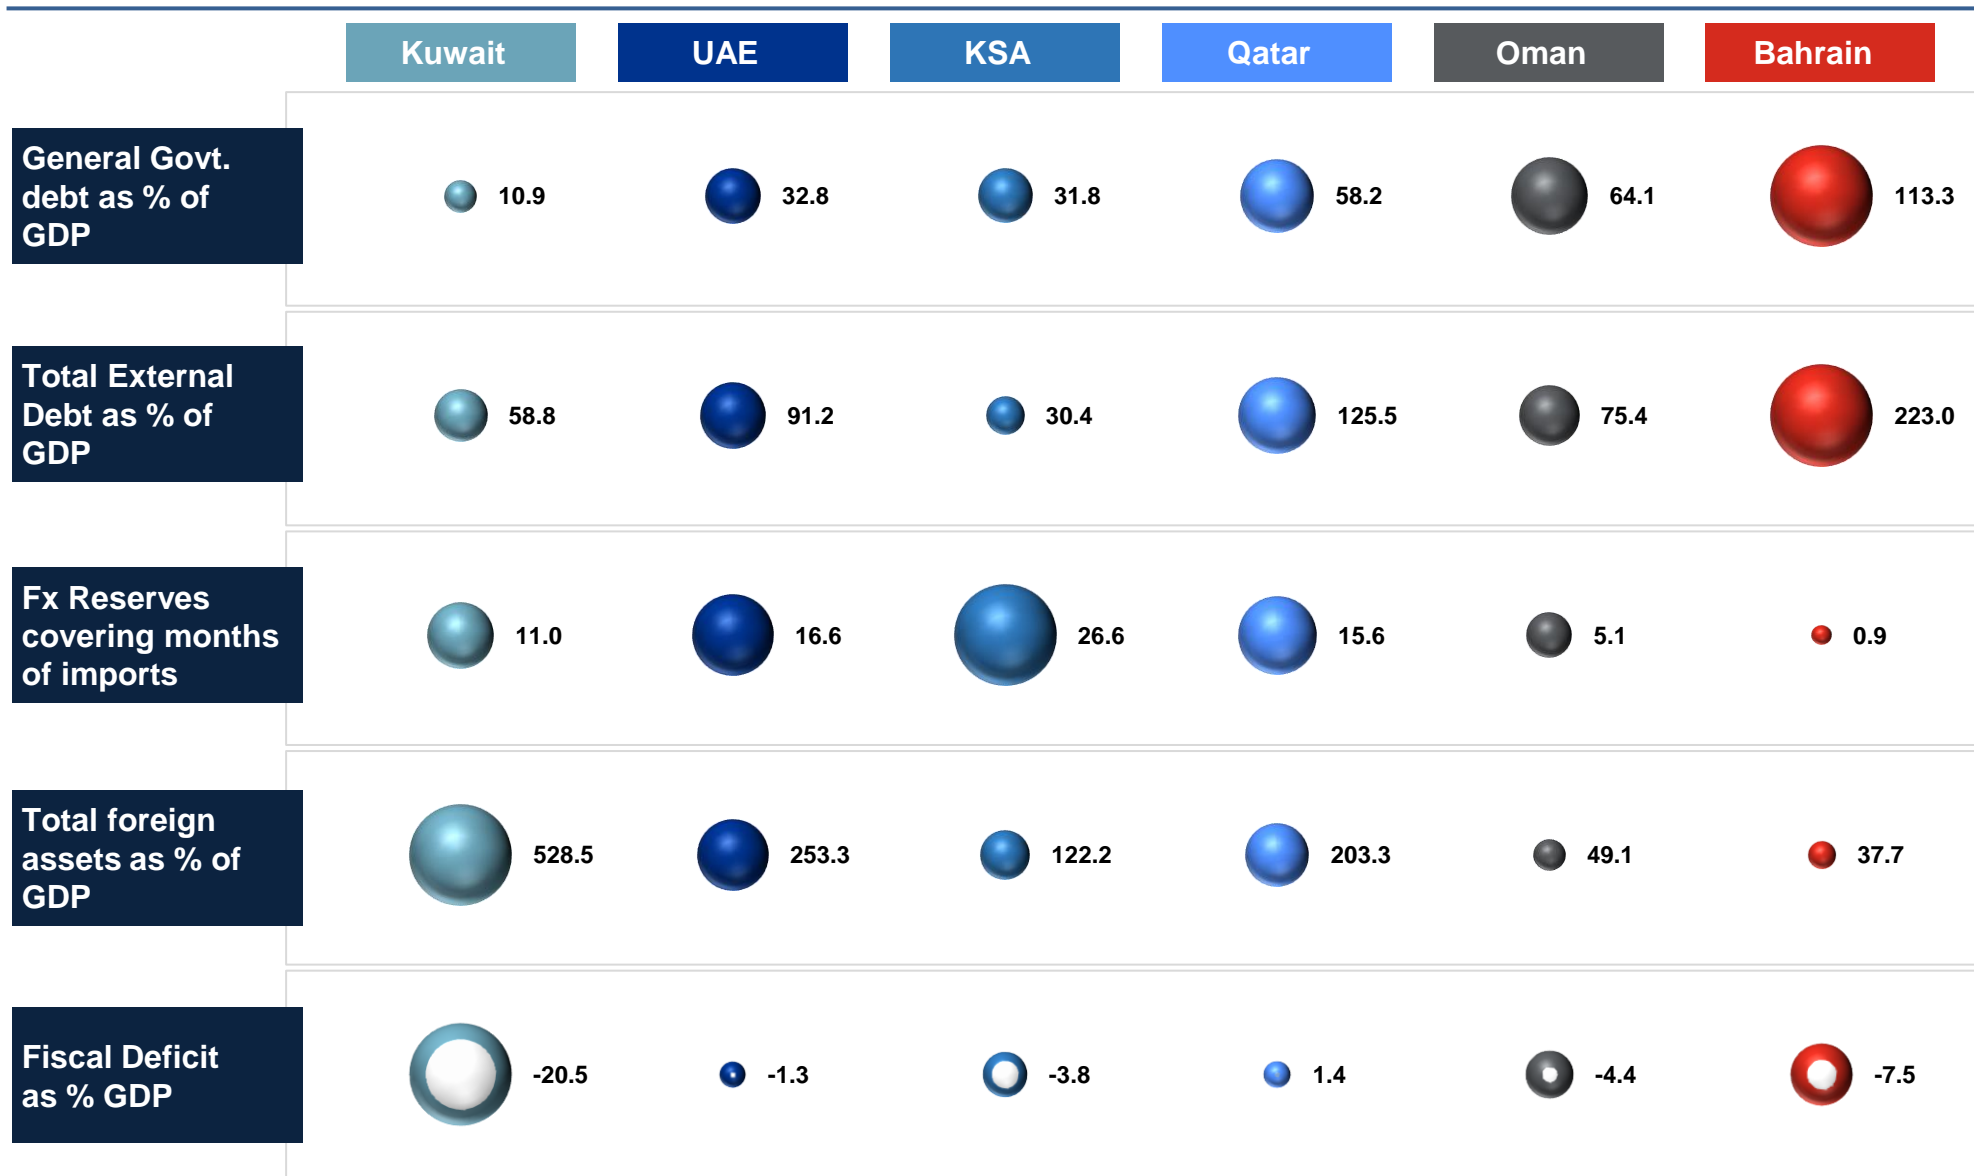 Kuwait UAE KSA Qatar Oman Bahrain
General Govt.
debt as % of
GDP
10.9 32.8 31.8 58.2 64.1 113.3
Total External
Debt as % of
GDP
58.8 91.2 30.4 125.5 75.4 223.0
Fx Reserves
covering months
of imports
11.0 16.6 26.6 15.6 5.1 0.9
Total foreign
assets as % of
GDP
528.5 253.3 122.2 203.3 49.1 37.7
Fiscal Deficit
as % GDP
-20.5 -1.3 -3.8 1.4 -4.4 -7.5